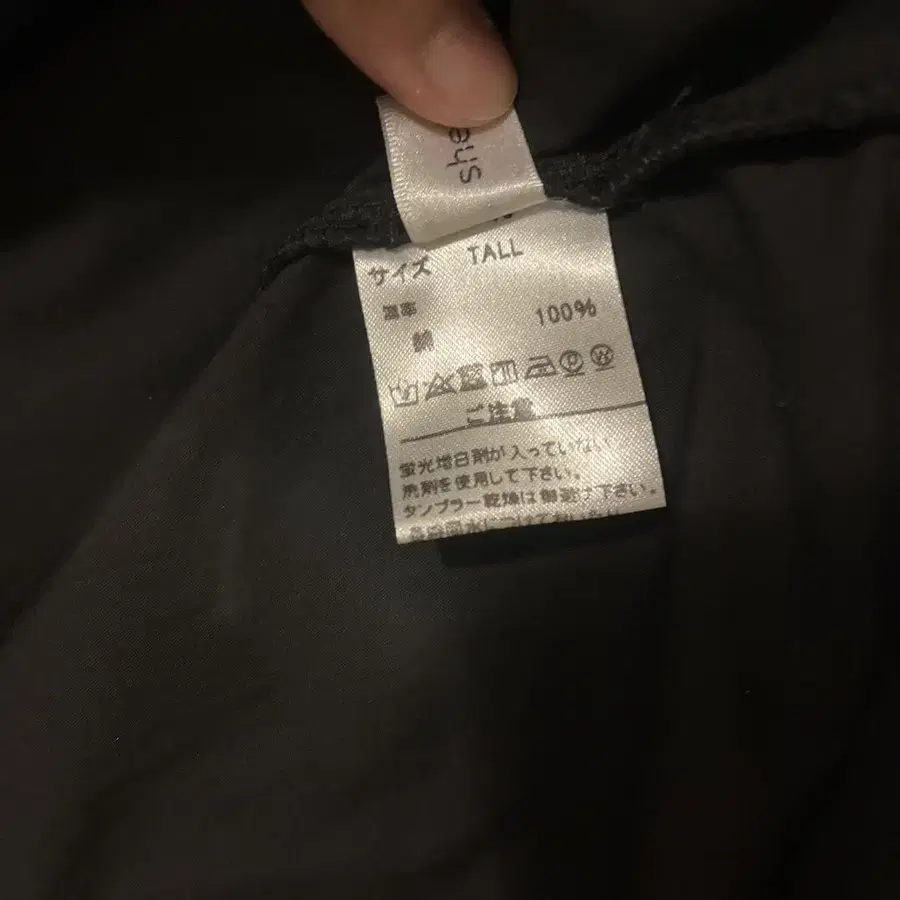 she
サイズ TALL
混率
綿 100%
ご注意
蛍光増白剤が入っていない
洗剤を使用して下さい。
タンブラー乾燥は御避け下さい。